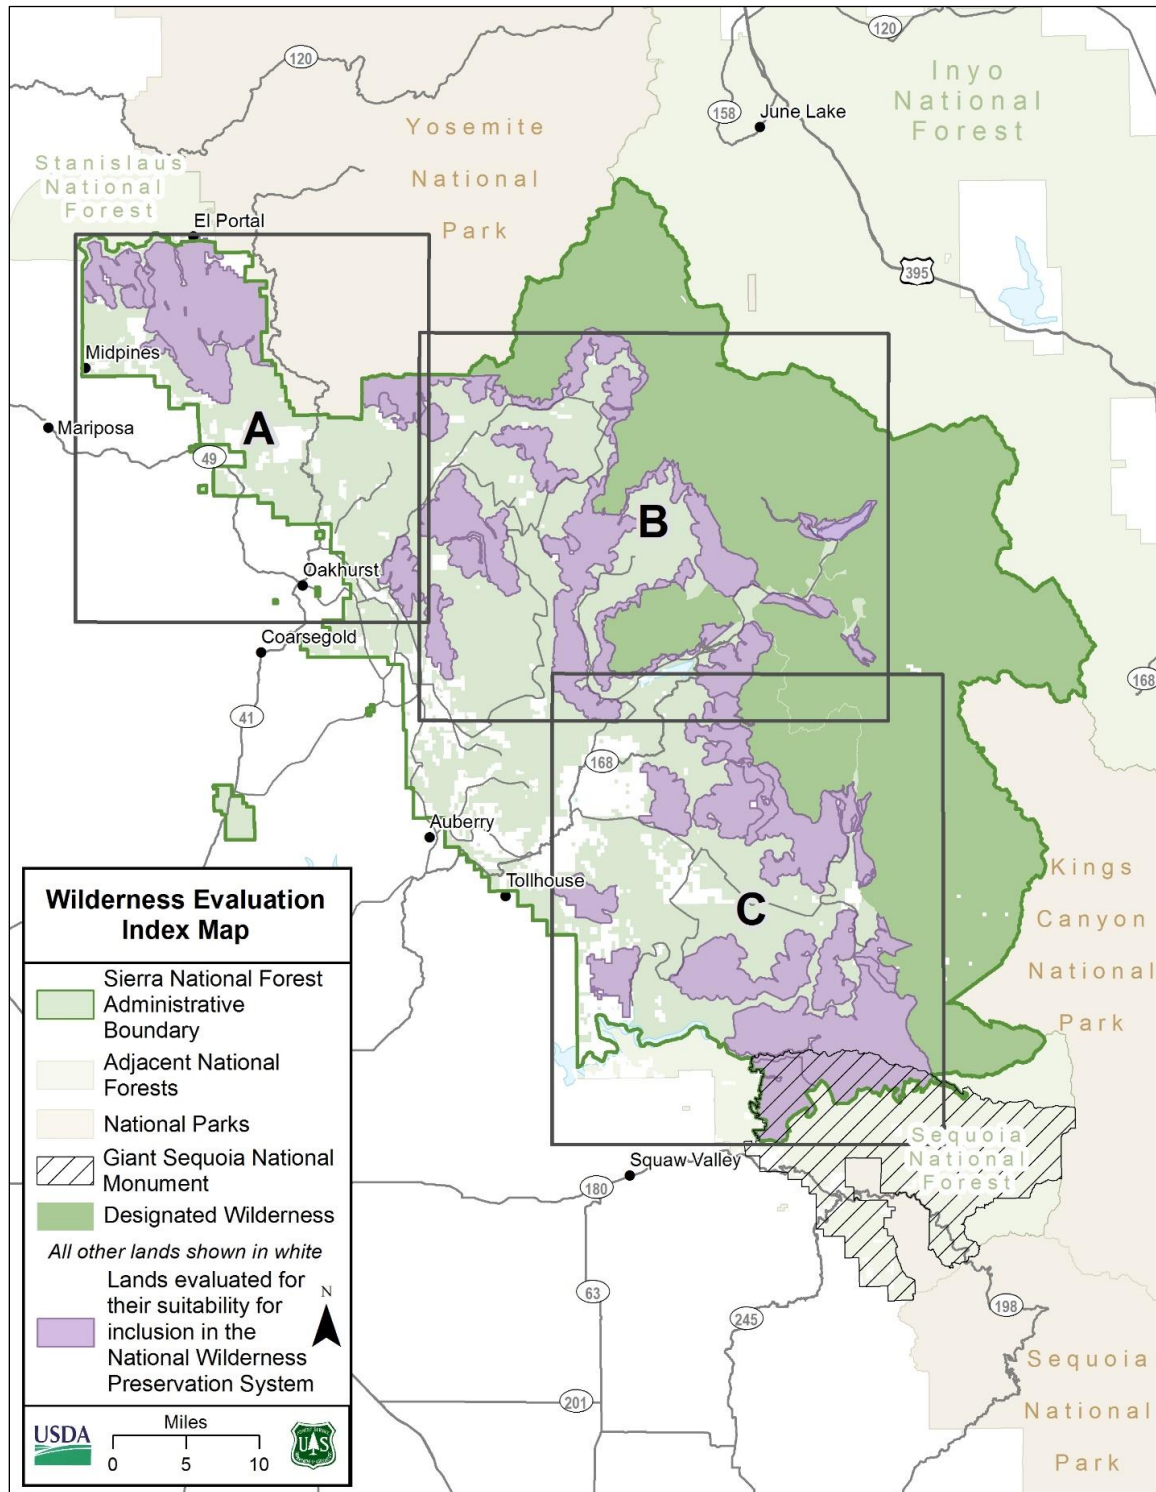 120
120
Inyo
National
Forest
158
June Lake
Yosemite
National
Park
Stanislaus
National
Forest
El Portal
395
Midpines
A
Mariposa
49
B
Oakhurst
Coarsegold
168
41
168
Auberry
Tollhouse
C
Kings
Canyon
National
Park
Sequoia
National
Forest
Squaw Valley
180
63
245
198
201
Sequoia
National
Park
Wilderness Evaluation
Index Map
Sierra National Forest
Administrative
Boundary
Adjacent National
Forests
National Parks
Giant Sequoia National
Monument
Designated Wilderness
All other lands shown in white
Lands evaluated for
their suitability for
inclusion in the
National Wilderness
Preservation System
N
USDA
Miles
0 5 10
U S